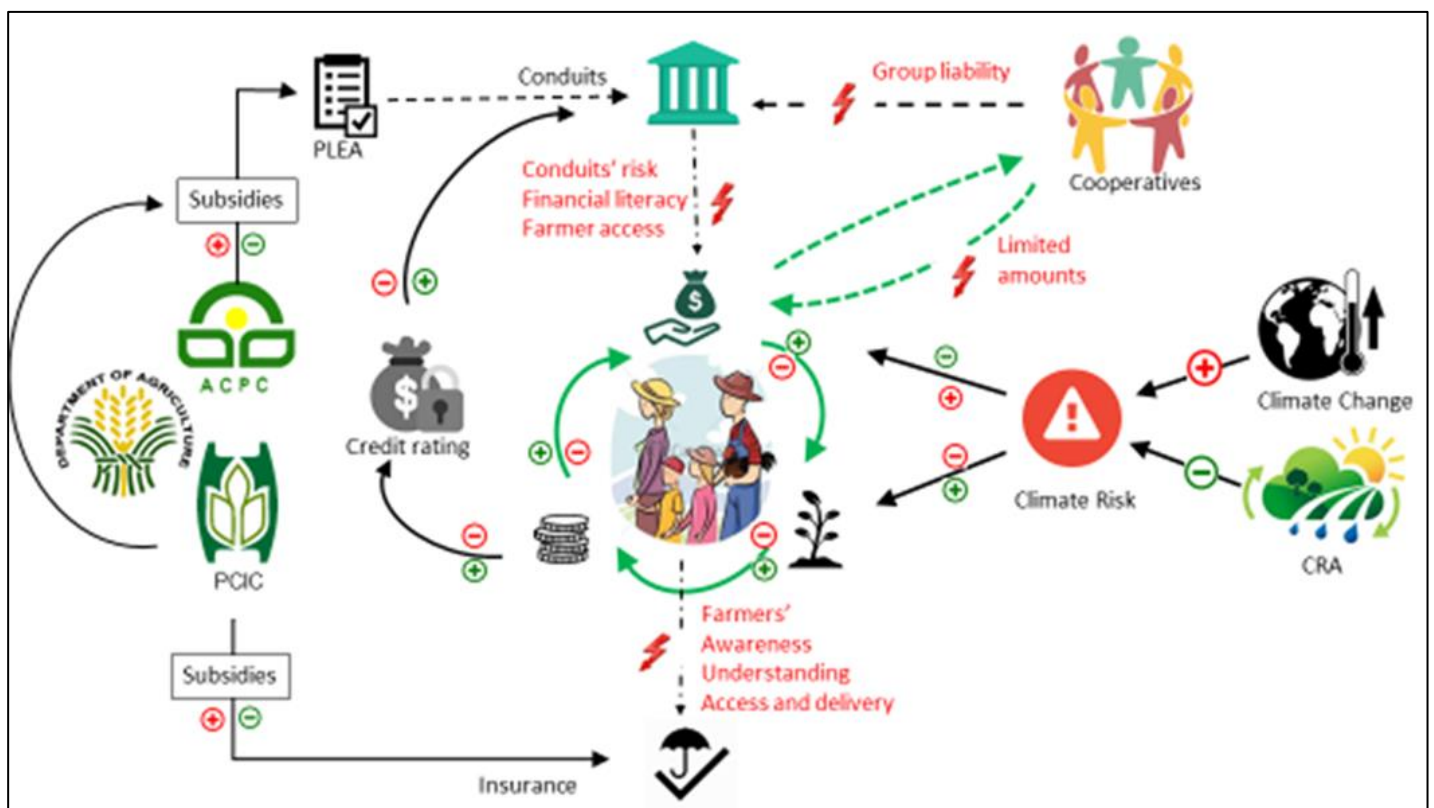 Conduits
Group liability
PLEA
Conduits' risk
Financial literacy
Farmer access
Cooperatives
Subsidies
+ -
Limited
amounts
$
- +
+
-
- +
+
ACPC
DEPARTMENT OF AGRICULTURE
$
Credit rating
+ -
!
Climate Change
-
+
-
Climate Risk
-
+
-
+
PCIC
CRA
Farmers'
Awareness
Understanding
Access and delivery
Subsidies
+ -
Insurance